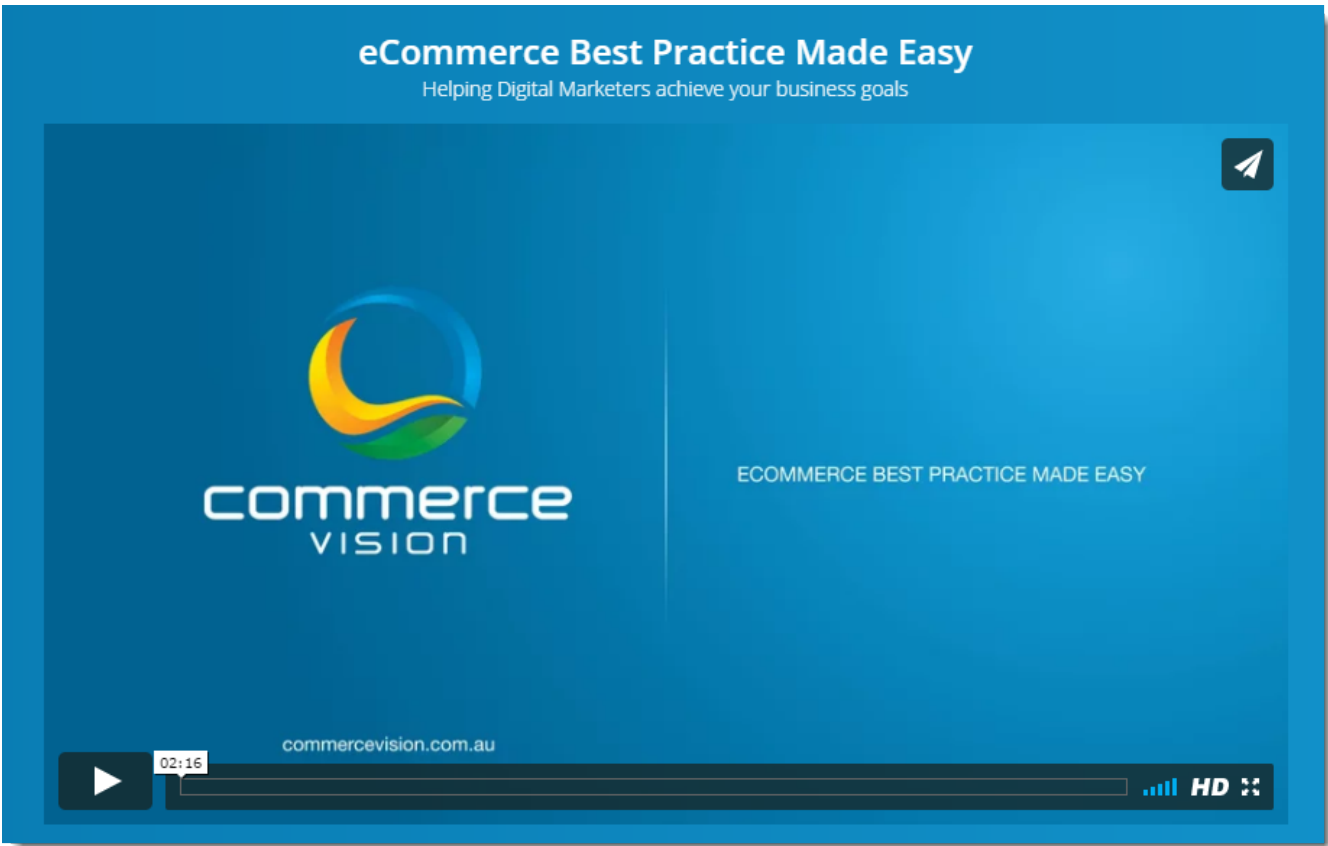 eCommerce Best Practice Made Easy
Helping Digital Marketers achieve your business goals
commerce
VISION
ECOMMERCE BEST PRACTICE MADE EASY
commercevision.com.au
02:16
HD